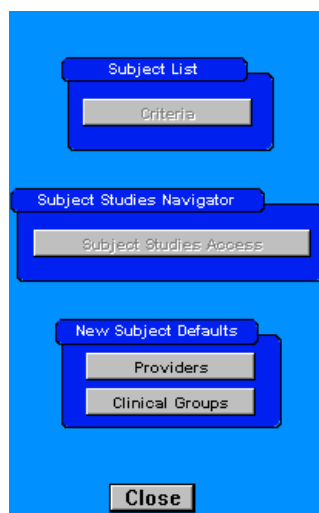 Subject List
Criteria
Subject Studies Navigator
Subject Studies Access
New Subject Defaults
Providers
Clinical Groups
Close